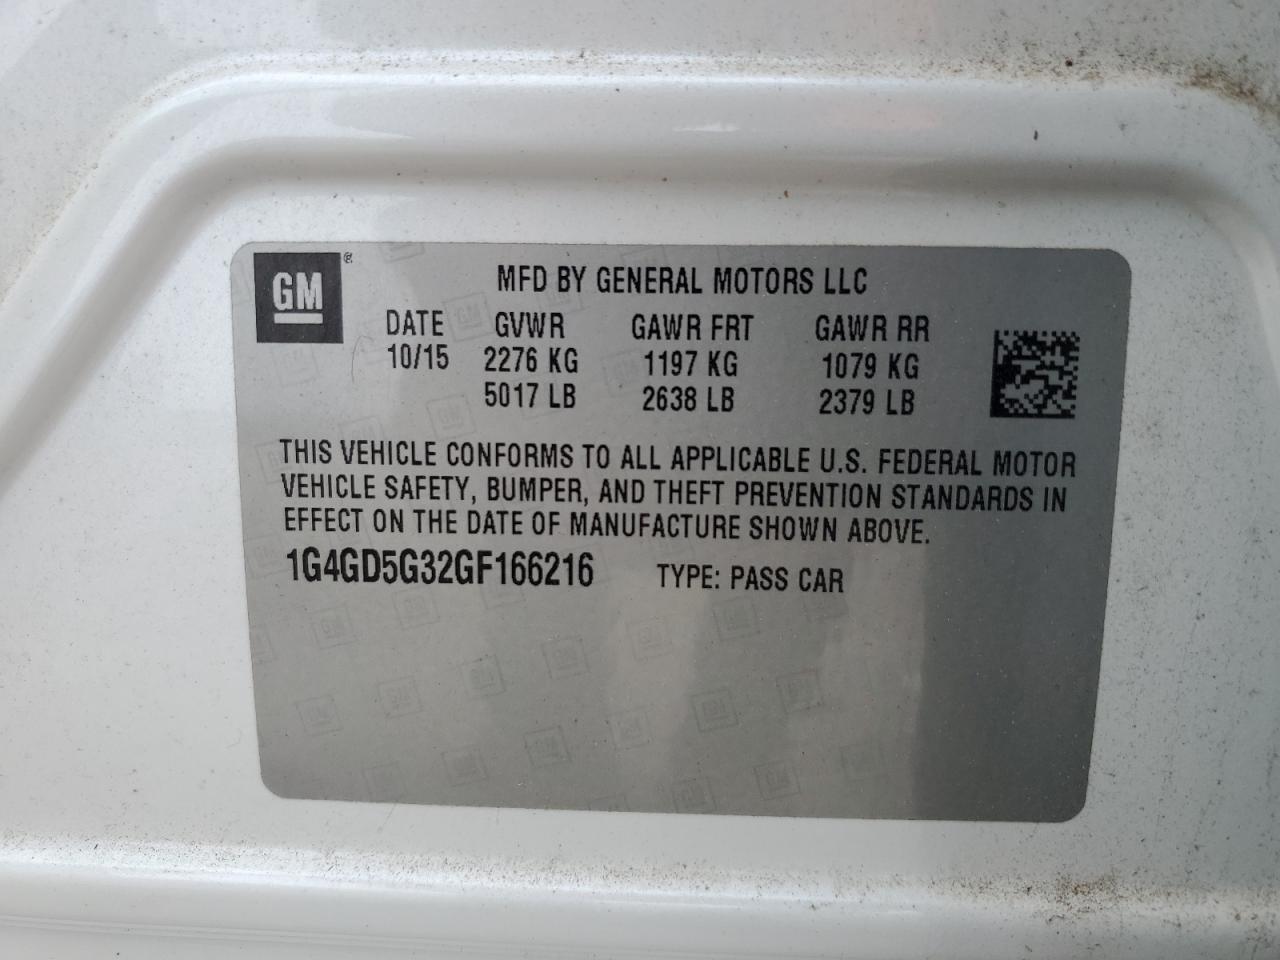 GM®
MFD BY GENERAL MOTORS LLC
DATE GVWR GAWR FRT GAWR RR
10/15 2276 KG 1197 KG 1079 KG
5017 LB 2638 LB 2379 LB
THIS VEHICLE CONFORMS TO ALL APPLICABLE U.S. FEDERAL MOTOR
VEHICLE SAFETY, BUMPER, AND THEFT PREVENTION STANDARDS IN
EFFECT ON THE DATE OF MANUFACTURE SHOWN ABOVE.
1G4GD5G32GF166216 TYPE: PASS CAR